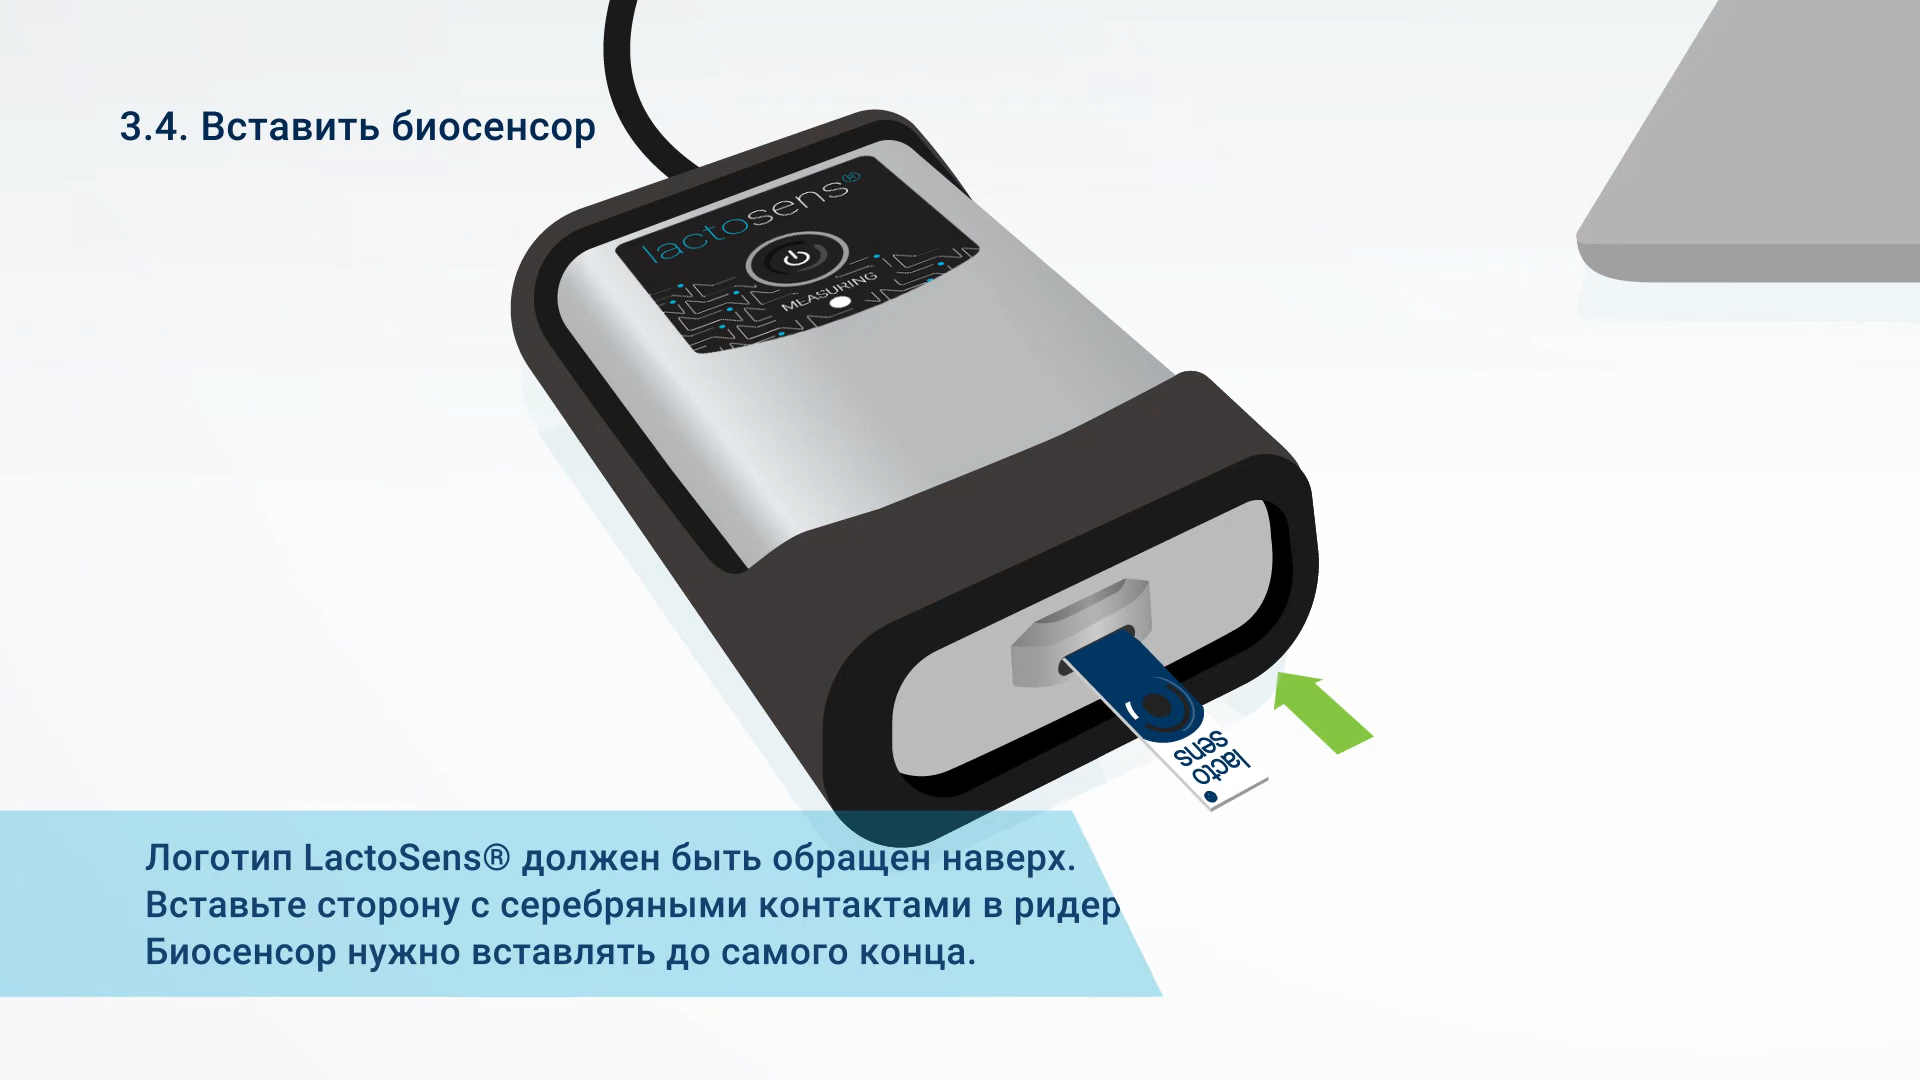 3.4. Вставить биосенсор
lactosens®
MEASURING
lacto
sens
Логотип LactoSens® должен быть обращен наверх.
Вставьте сторону с серебряными контактами в ридер
Биосенсор нужно вставлять до самого конца.